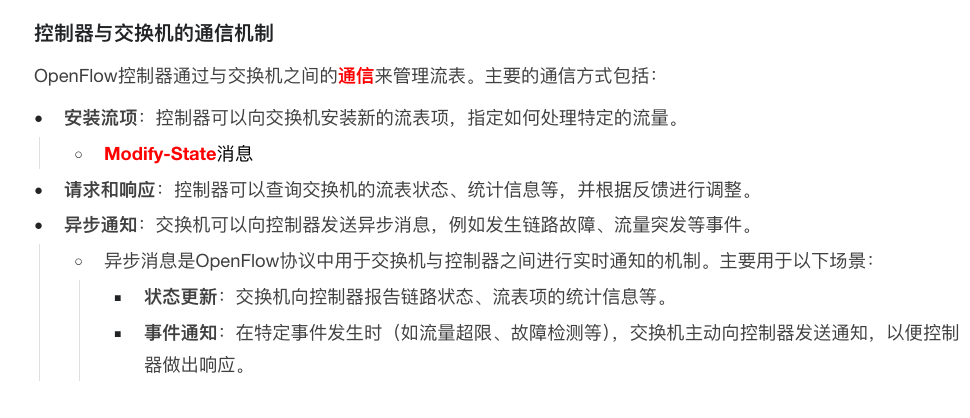 控制器与交换机的通信机制
OpenFlow控制器通过与交换机之间的通信来管理流表。主要的通信方式包括：
• 安装流项：控制器可以向交换机安装新的流表项，指定如何处理特定的流量。
○ Modify-State消息
• 请求和响应：控制器可以查询交换机的流表状态、统计信息等，并根据反馈进行调整。
• 异步通知：交换机可以向控制器发送异步消息，例如发生链路故障、流量突发等事件。
○ 异步消息是OpenFlow协议中用于交换机与控制器之间进行实时通知的机制。主要用于以下场景：
▪ 状态更新：交换机向控制器报告链路状态、流表项的统计信息等。
▪ 事件通知：在特定事件发生时（如流量超限、故障检测等），交换机主动向控制器发送通知，以便控制
器做出响应。